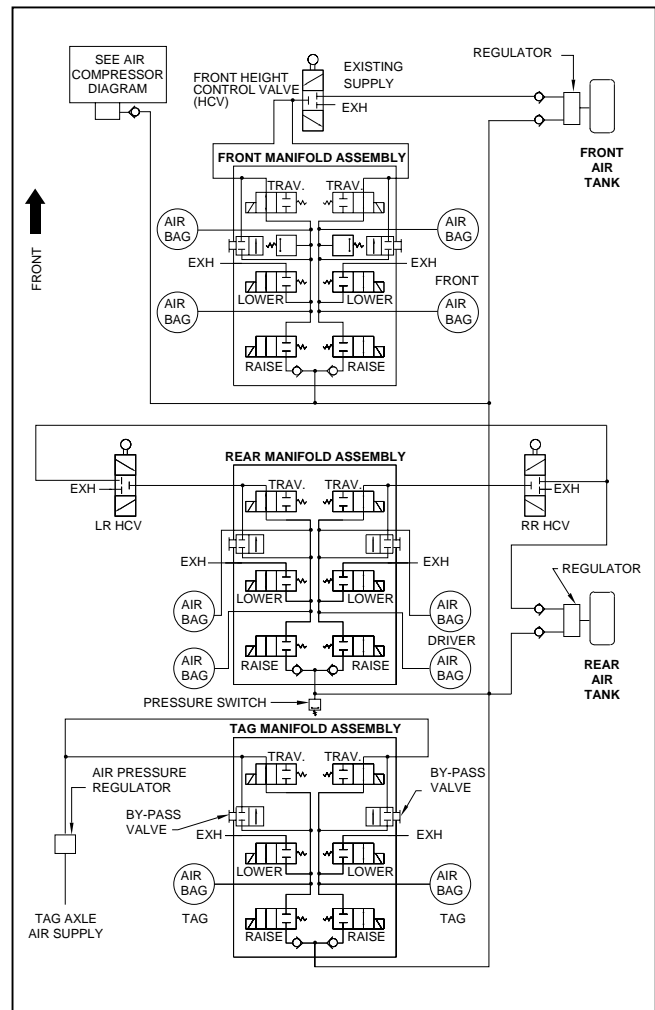 SEE AIR
COMPRESSOR
DIAGRAM
FRONT HEIGHT
CONTROL VALVE
(HCV)
EXISTING
SUPPLY
EXH
REGULATOR
FRONT
AIR
TANK
FRONT
FRONT MANIFOLD ASSEMBLY
TRAV.
TRAV.
AIR
BAG
AIR
BAG
EXH
EXH
LOWER
LOWER
FRONT
AIR
BAG
AIR
BAG
RAISE
RAISE
REAR MANIFOLD ASSEMBLY
TRAV.
TRAV.
EXH
LR HCV
EXH
RR HCV
EXH
EXH
LOWER
LOWER
AIR
BAG
AIR
BAG
DRIVER
AIR
BAG
AIR
BAG
RAISE
RAISE
REGULATOR
REAR
AIR
TANK
PRESSURE SWITCH
TAG MANIFOLD ASSEMBLY
TRAV.
TRAV.
AIR PRESSURE
REGULATOR
BY-PASS
VALVE
BY-PASS
VALVE
EXH
EXH
LOWER
LOWER
AIR
BAG
TAG
AIR
BAG
TAG
RAISE
RAISE
TAG AXLE
AIR SUPPLY